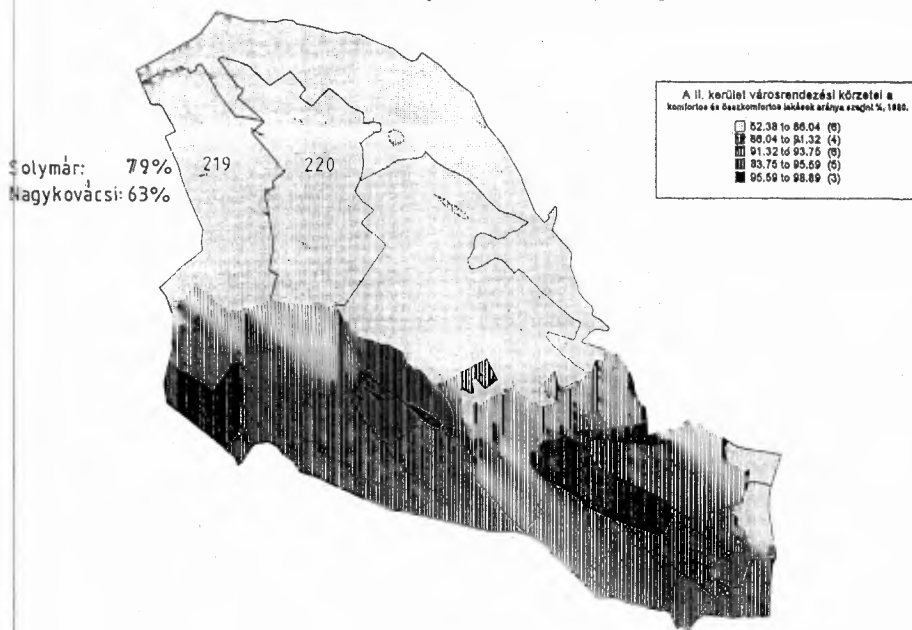 Solymár: 79%
Nagykovácsi: 63%
219
220
A II. kerület városrendezési körzetei a
komfortos és összkomfortos lakások aránya szerint %, 1980.
62.38 to 86.04 (6)
86.04 to 91.32 (4)
91.32 to 93.75 (6)
93.75 to 95.59 (5)
95.59 to 98.89 (3)